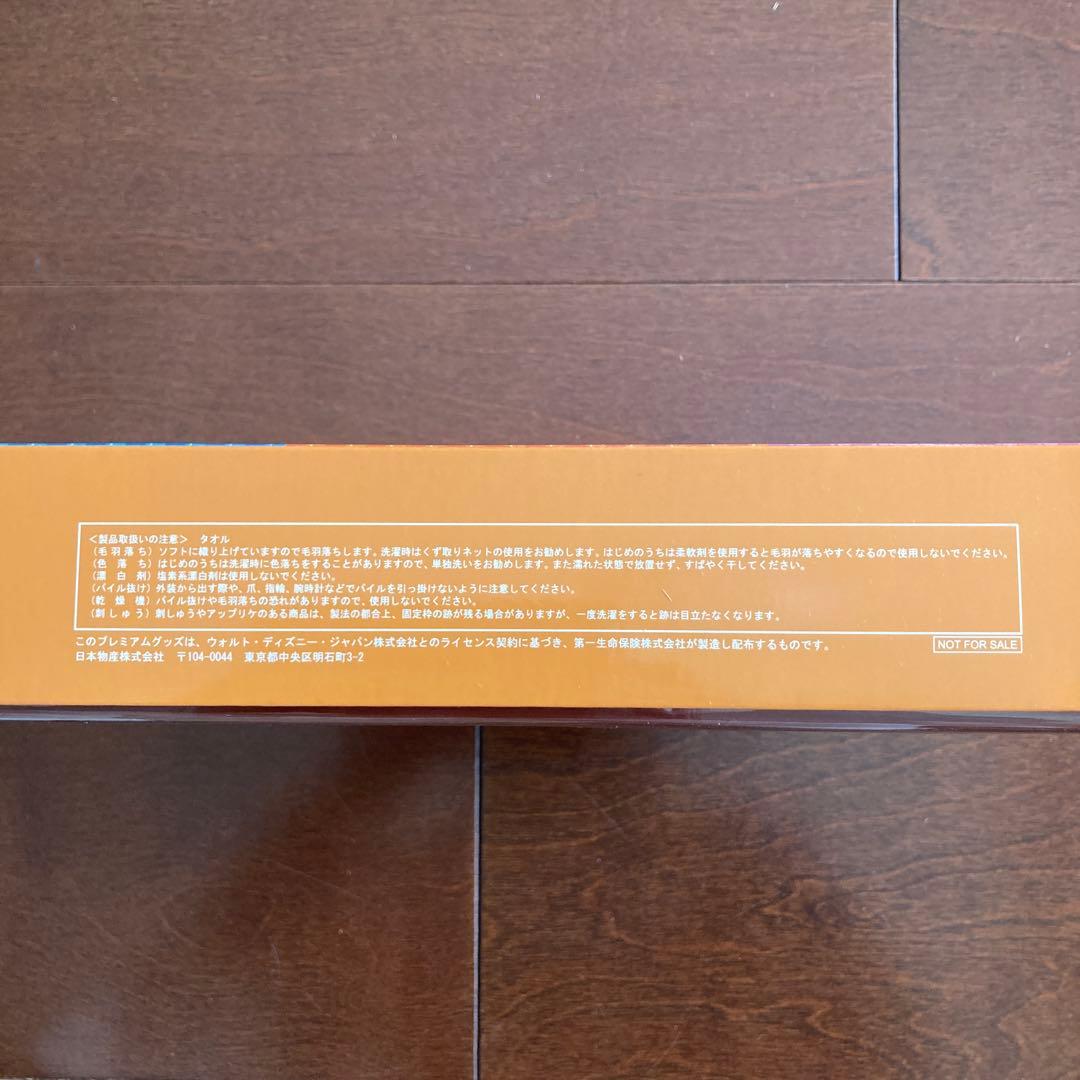 ＜製品取扱いの注意＞　タオル
（毛 羽 落 ち）ソフトに織り上げていますので毛羽落ちします。洗濯時はくず取りネットの使用をお勧めします。はじめのうちは柔軟剤を使用すると毛羽が落ちやすくなるので使用しないでください。
（色　落　ち）はじめのうちは洗濯時に色落ちをすることがありますので、単独洗いをお勧めします。また濡れた状態で放置せず、すばやく干してください。
（漂　白　剤）塩素系漂白剤は使用しないでください。
（パイル抜け）外装から出す際や、爪、指輪、腕時計などでパイルを引っ掛けないように注意してください。
（乾　燥　機）パイル抜けや毛羽落ちの恐れがありますので、使用しないでください。
（刺 し ゅ う）刺しゅうやアップリケのある商品は、製法の都合上、固定枠の跡が残る場合がありますが、一度洗濯をすると跡は目立たなくなります。
このプレミアムグッズは、ウォルト・ディズニー・ジャパン株式会社とのライセンス契約に基づき、第一生命保険株式会社が製造し配布するものです。
NOT FOR SALE
日本物産株式会社　〒104-0044　東京都中央区明石町3-2